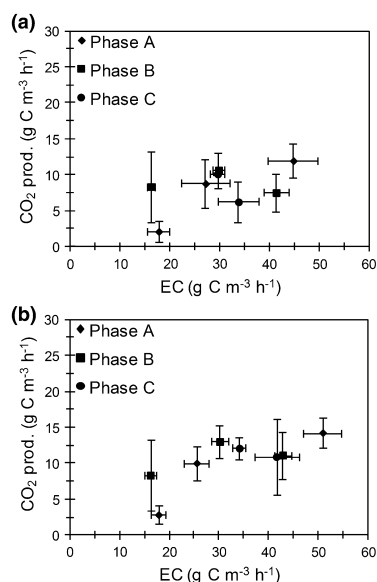 (a)
30
◆ Phase A
25
■ Phase B
20
● Phase C
15
10
5
0
CO₂ prod. (g C m⁻³ h⁻¹)
0 10 20 30 40 50 60
EC (g C m⁻³ h⁻¹)
(b)
30
◆ Phase A
25
■ Phase B
20
● Phase C
15
10
5
0
CO₂ prod. (g C m⁻³ h⁻¹)
0 10 20 30 40 50 60
EC (g C m⁻³ h⁻¹)